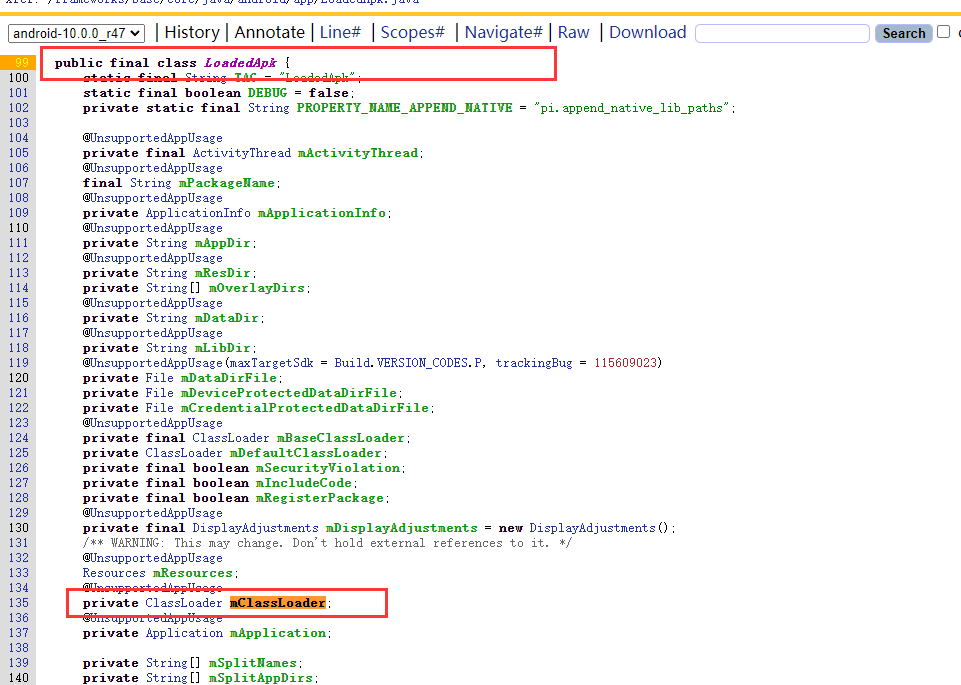 xref: /frameworks/base/core/java/android/app/LoadedApk.java
android-10.0.0_r47 | History | Annotate | Line# | Scopes# | Navigate# | Raw | Download Search
99 public final class LoadedApk {
100 static final String TAG = "LoadedApk";
101 static final boolean DEBUG = false;
102 private static final String PROPERTY_NAME_APPEND_NATIVE = "pi.append_native_lib_paths";
103
104 @UnsupportedAppUsage
105 private final ActivityThread mActivityThread;
106 @UnsupportedAppUsage
107 final String mPackageName;
108 @UnsupportedAppUsage
109 private ApplicationInfo mApplicationInfo;
110 @UnsupportedAppUsage
111 private String mAppDir;
112 @UnsupportedAppUsage
113 private String mResDir;
114 private String[] mOverlayDirs;
115 @UnsupportedAppUsage
116 private String mDataDir;
117 @UnsupportedAppUsage
118 private String mLibDir;
119 @UnsupportedAppUsage(maxTargetSdk = Build.VERSION_CODES.P, trackingBug = 115609023)
120 private File mDataDirFile;
121 private File mDeviceProtectedDataDirFile;
122 private File mCredentialProtectedDataDirFile;
123 @UnsupportedAppUsage
124 private final ClassLoader mBaseClassLoader;
125 private ClassLoader mDefaultClassLoader;
126 private final boolean mSecurityViolation;
127 private final boolean mIncludeCode;
128 private final boolean mRegisterPackage;
129 @UnsupportedAppUsage
130 private final DisplayAdjustments mDisplayAdjustments = new DisplayAdjustments();
131 /** WARNING: This may change. Don't hold external references to it. */
132 @UnsupportedAppUsage
133 Resources mResources;
134 @UnsupportedAppUsage
135 private ClassLoader mClassLoader;
136 @UnsupportedAppUsage
137 private Application mApplication;
138
139 private String[] mSplitNames;
140 private String[] mSplitAppDirs;